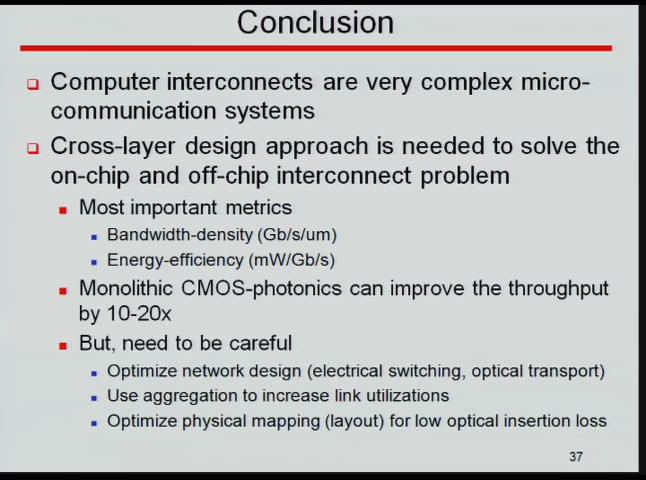 Conclusion
Computer interconnects are very complex micro-
communication systems
Cross-layer design approach is needed to solve the
on-chip and off-chip interconnect problem
Most important metrics
Bandwidth-density (Gb/s/um)
Energy-efficiency (mW/Gb/s)
Monolithic CMOS-photonics can improve the throughput
by 10-20x
But, need to be careful
Optimize network design (electrical switching, optical transport)
Use aggregation to increase link utilizations
Optimize physical mapping (layout) for low optical insertion loss
37